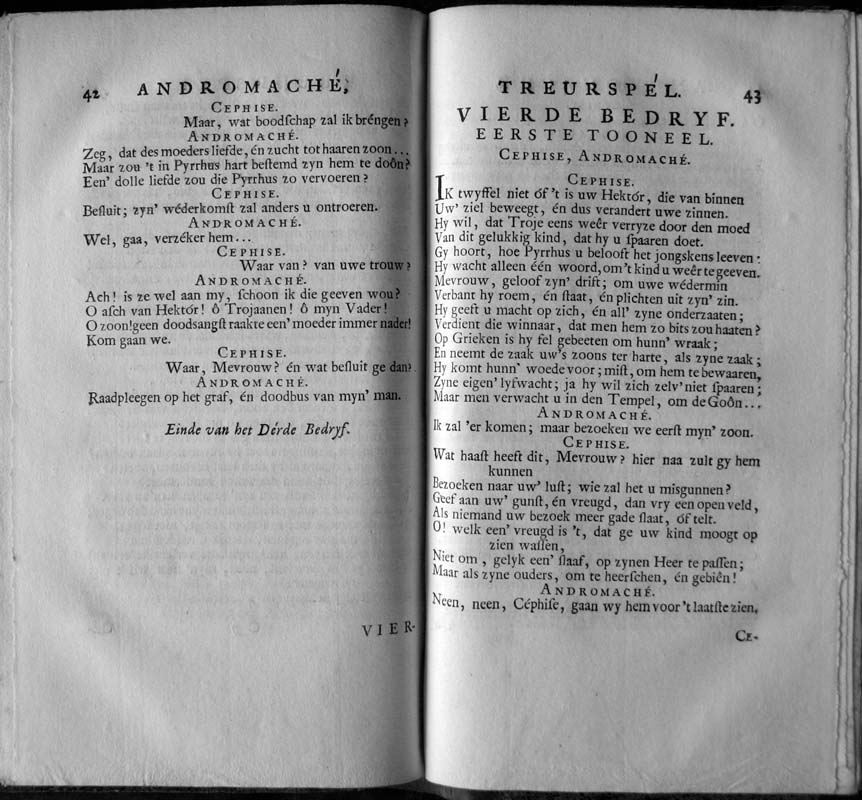 42 ANDROMACHÉ,
CEPHISE.
Maar, wat boodſchap zal ik bréngen?
ANDROMACHÉ.
Zeg, dat des moeders liefde, én zucht tot haaren zoon...
Maar zou 't in Pyrrhus hart beſtemd zyn hem te doôn?
Een' dolle liefde zou die Pyrrhus zo vervoeren?
CEPHISE.
Beſluit; zyn' wéderkomſt zal anders u ontroeren.
ANDROMACHÉ.
Wel, gaa, verzéker hem...
CEPHISE.
Waar van? van uwe trouw?
ANDROMACHÉ.
Ach! is ze wel aan my, ſchoon ik die geeven wou?
O aſch van Hektór! ô Trojaanen! ô myn Vader!
O zoon! geen doodsangſt raakte een' moeder immer nader!
Kom gaan we.
CEPHISE.
Waar, Mevrouw? én wat beſluit ge dan?
ANDROMACHÉ.
Raadpleegen op het graf, én doodbus van myn' man.
Einde van het Dérde Bedryf.
VIER-
TREURSPÉL. 43
VIERDE BEDRYF.
EERSTE TOONEEL.
CEPHISE, ANDROMACHÉ.
CEPHISE.
IK twyffel niet óf 't is uw Hektór, die van binnen
Uw' ziel beweegt, én dus verandert uwe zinnen.
Hy wil, dat Troje eens weêr verryze door den moed
Van dit gelukkig kind, dat hy u ſpaaren doet.
Gy hoort, hoe Pyrrhus u belooft het jongskens leeven:
Hy wacht alleen één woord, om 't kind u weêr te geeven.
Mevrouw, geloof zyn' drift; om uwe wédermin
Verbant hy roem, én ſtaat, én plichten uit zyn' zin.
Hy geeft u macht op zich, én all' zyne onderzaaten;
Verdient die winnaar, dat men hem zo bits zou haaten?
Op Grieken is hy fel gebeeten om hunn' wraak;
En neemt de zaak uw's zoons ter harte, als zyne zaak;
Hy komt hunn' woede voor; miſt, om hem te bewaaren,
Zyne eigen' lyfwacht; ja hy wil zich zelv' niet ſpaaren;
Maar men verwacht u in den Tempel, om de Goôn...
ANDROMACHÉ.
Ik zal 'er komen; maar bezoeken we eerſt myn' zoon.
CEPHISE.
Wat haaſt heeft dit, Mevrouw? hier naa zult gy hem
kunnen
Bezoeken naar uw' luſt; wie zal het u misgunnen?
Geef aan uw' gunſt, én vreugd, dan vry een open veld,
Als niemand uw bezoek meer gade ſlaat, óf telt.
O! welk een' vreugd is 't, dat ge uw kind moogt op
zien waſſen,
Niet om, gelyk een' ſlaaf, op zynen Heer te paſſen;
Maar als zyne ouders, om te heerſchen, én gebiên!
ANDROMACHÉ.
Neen, neen, Céphiſe, gaan wy hem voor 't laatſte zien.
CE-